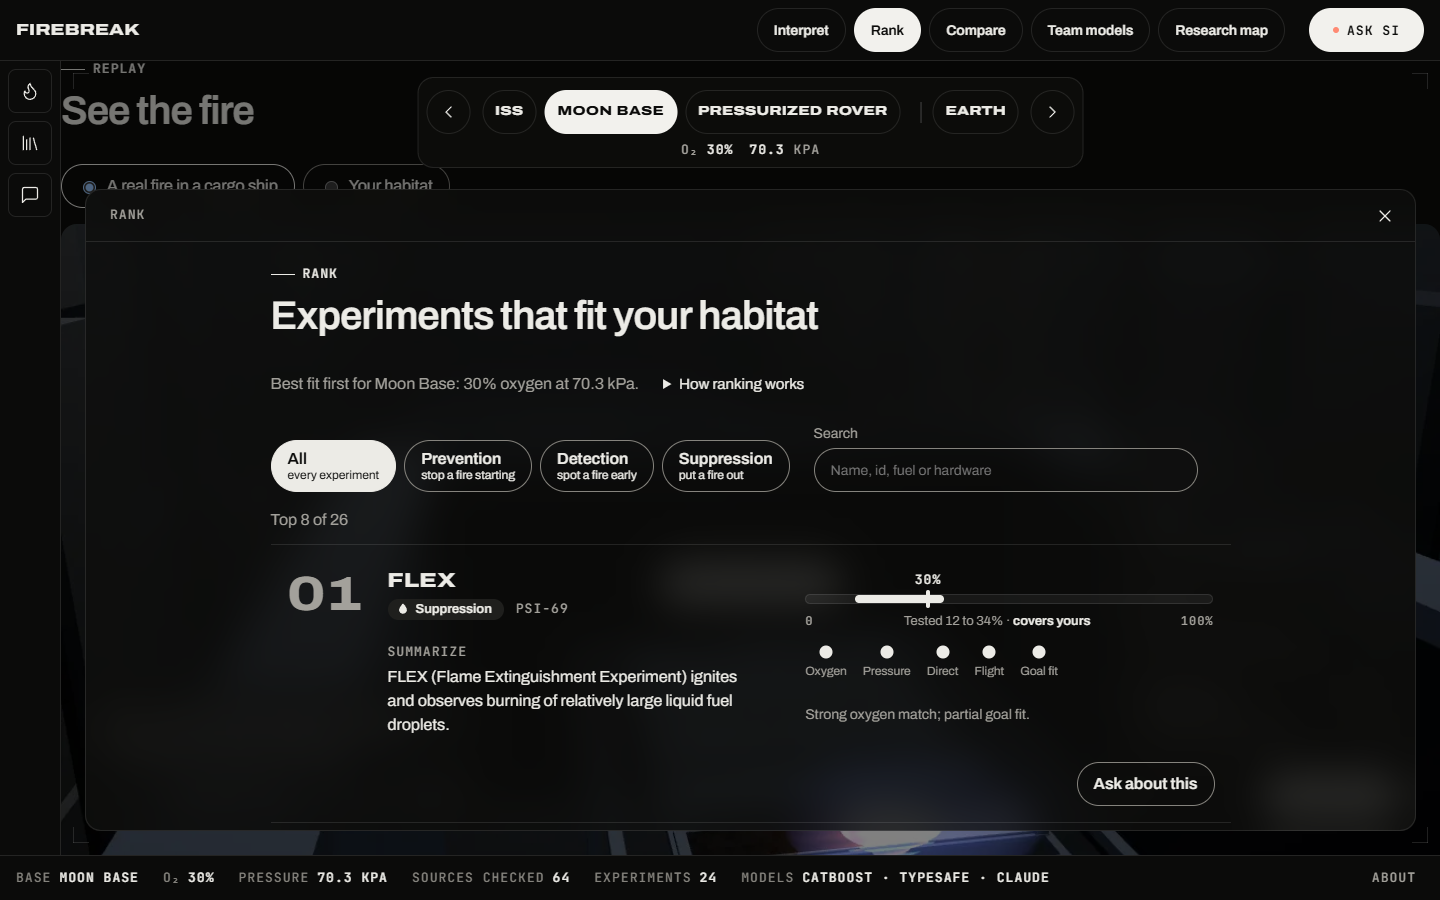 FIREBREAK
Interpret
Rank
Compare
Team models
Research map
ASK SI
REPLAY
See the fire
ISS
MOON BASE
PRESSURIZED ROVER
EARTH
O₂ 30% 70.3 KPA
A real fire in a cargo ship
Your habitat
RANK
RANK
Experiments that fit your habitat
Best fit first for Moon Base: 30% oxygen at 70.3 kPa.
How ranking works
All
every experiment
Prevention
stop a fire starting
Detection
spot a fire early
Suppression
put a fire out
Search
Name, id, fuel or hardware
Top 8 of 26
01
FLEX
Suppression
PSI-69
SUMMARIZE
FLEX (Flame Extinguishment Experiment) ignites
and observes burning of relatively large liquid fuel
droplets.
30%
0
Tested 12 to 34% · covers yours
100%
Oxygen
Pressure
Direct
Flight
Goal fit
Strong oxygen match; partial goal fit.
Ask about this
BASE MOON BASE
O₂ 30%
PRESSURE 70.3 KPA
SOURCES CHECKED 64
EXPERIMENTS 24
MODELS CATBOOST · TYPESAFE · CLAUDE
ABOUT